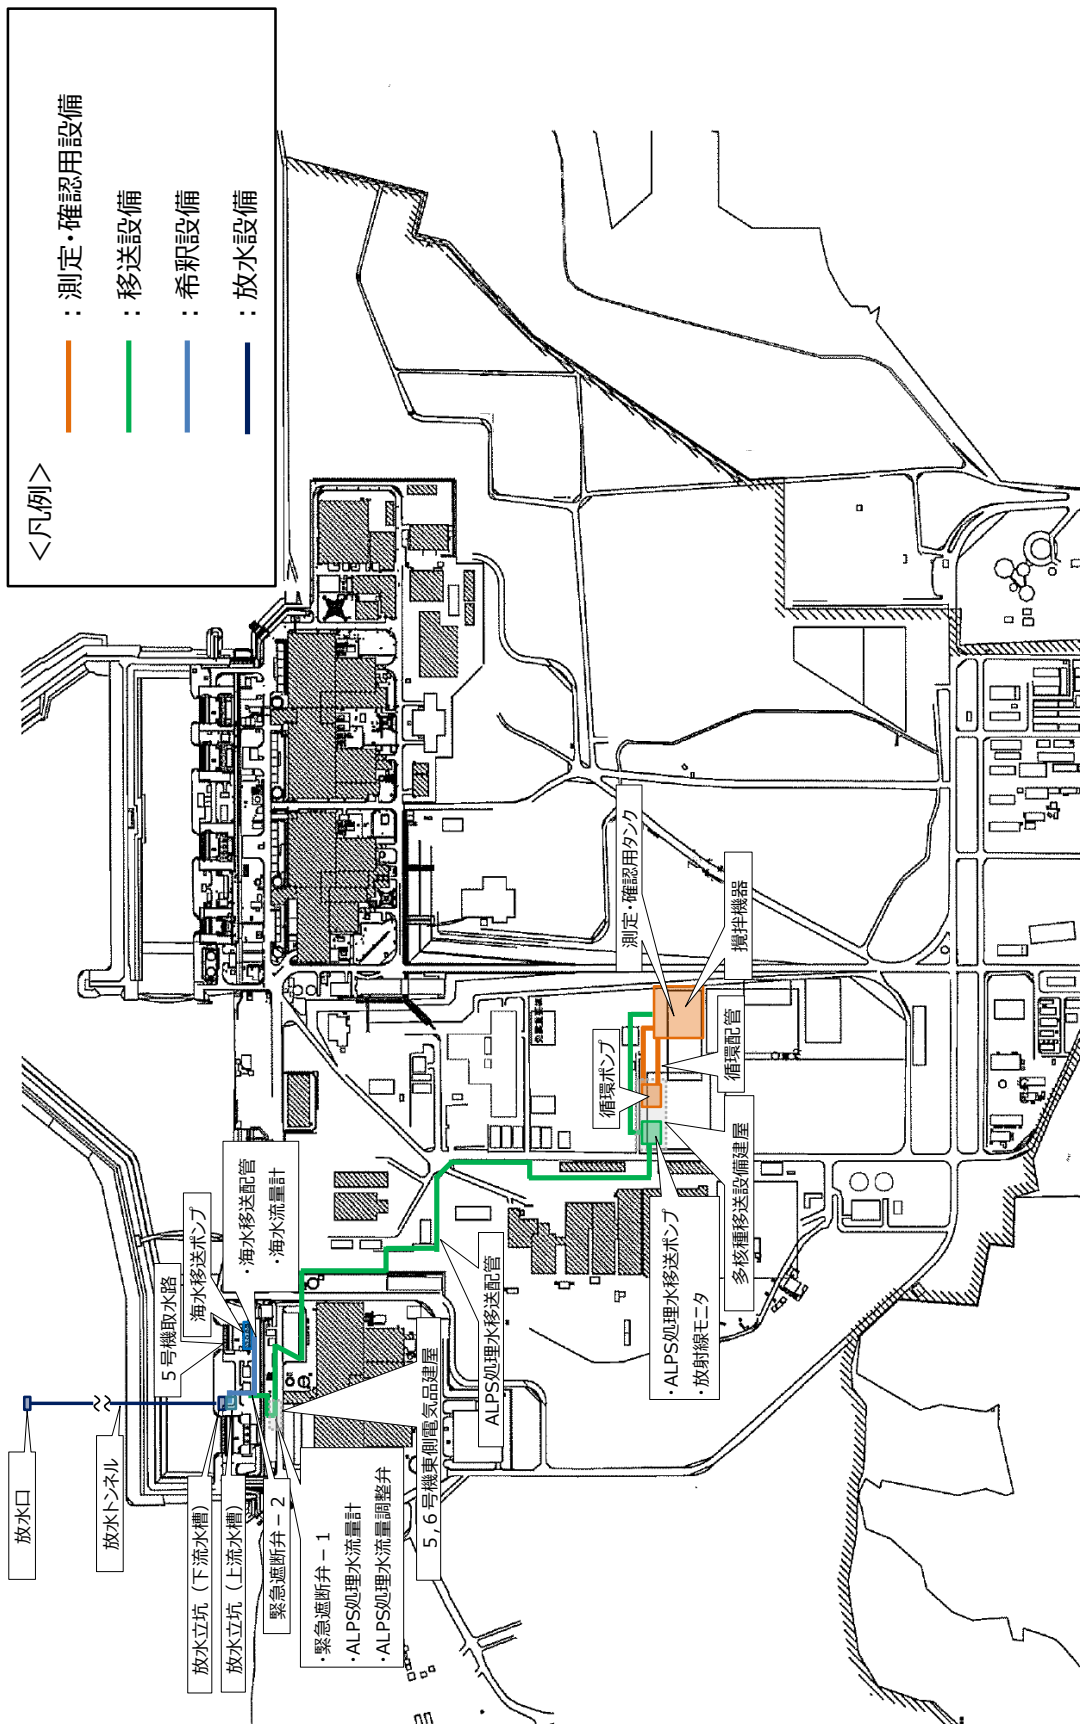 ＜凡例＞
：測定・確認用設備
：移送設備
：希釈設備
：放水設備
放水口
放水トンネル
放水立坑（下流水槽）
放水立坑（上流水槽）
緊急遮断弁－２
・緊急遮断弁－１
・ALPS処理水流量計
・ALPS処理水流量調整弁
５,６号機東側電気品建屋
５号機取水路
海水移送ポンプ
・海水移送配管
・海水流量計
ALPS処理水移送配管
・ALPS処理水移送ポンプ
・放射線モニタ
多核種移送設備建屋
循環ポンプ
循環配管
測定・確認用タンク
攪拌機器